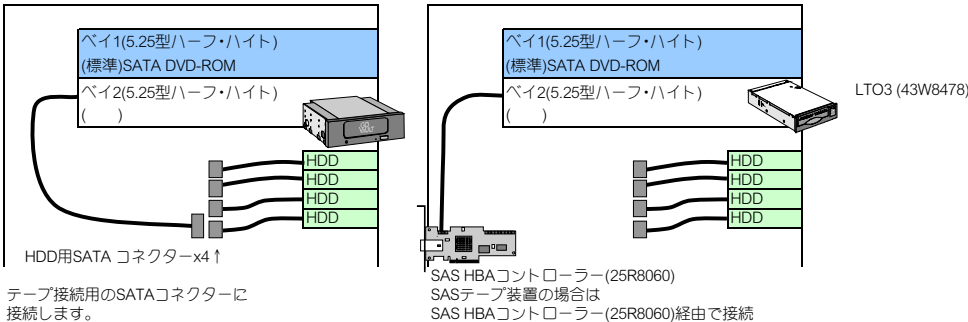 ベイ1(5.25型ハーフ・ハイト)
(標準)SATA DVD-ROM
ベイ2(5.25型ハーフ・ハイト)
(　　)
HDD
HDD
HDD
HDD
HDD用SATA コネクターx4↑
テープ接続用のSATAコネクターに
接続します。
ベイ1(5.25型ハーフ・ハイト)
(標準)SATA DVD-ROM
ベイ2(5.25型ハーフ・ハイト)
(　　)
LTO3 (43W8478)
HDD
HDD
HDD
HDD
SAS HBAコントローラー(25R8060)
SASテープ装置の場合は
SAS HBAコントローラー(25R8060)経由で接続